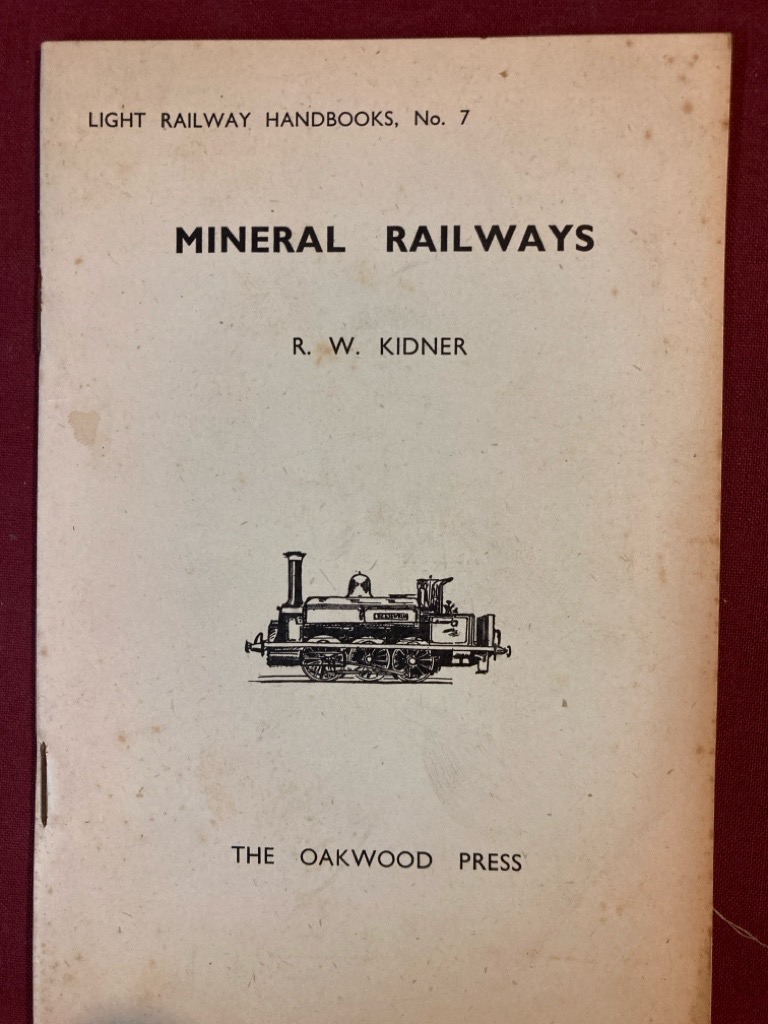 LIGHT RAILWAY HANDBOOKS, No. 7
MINERAL RAILWAYS
R. W. KIDNER
THE OAKWOOD PRESS